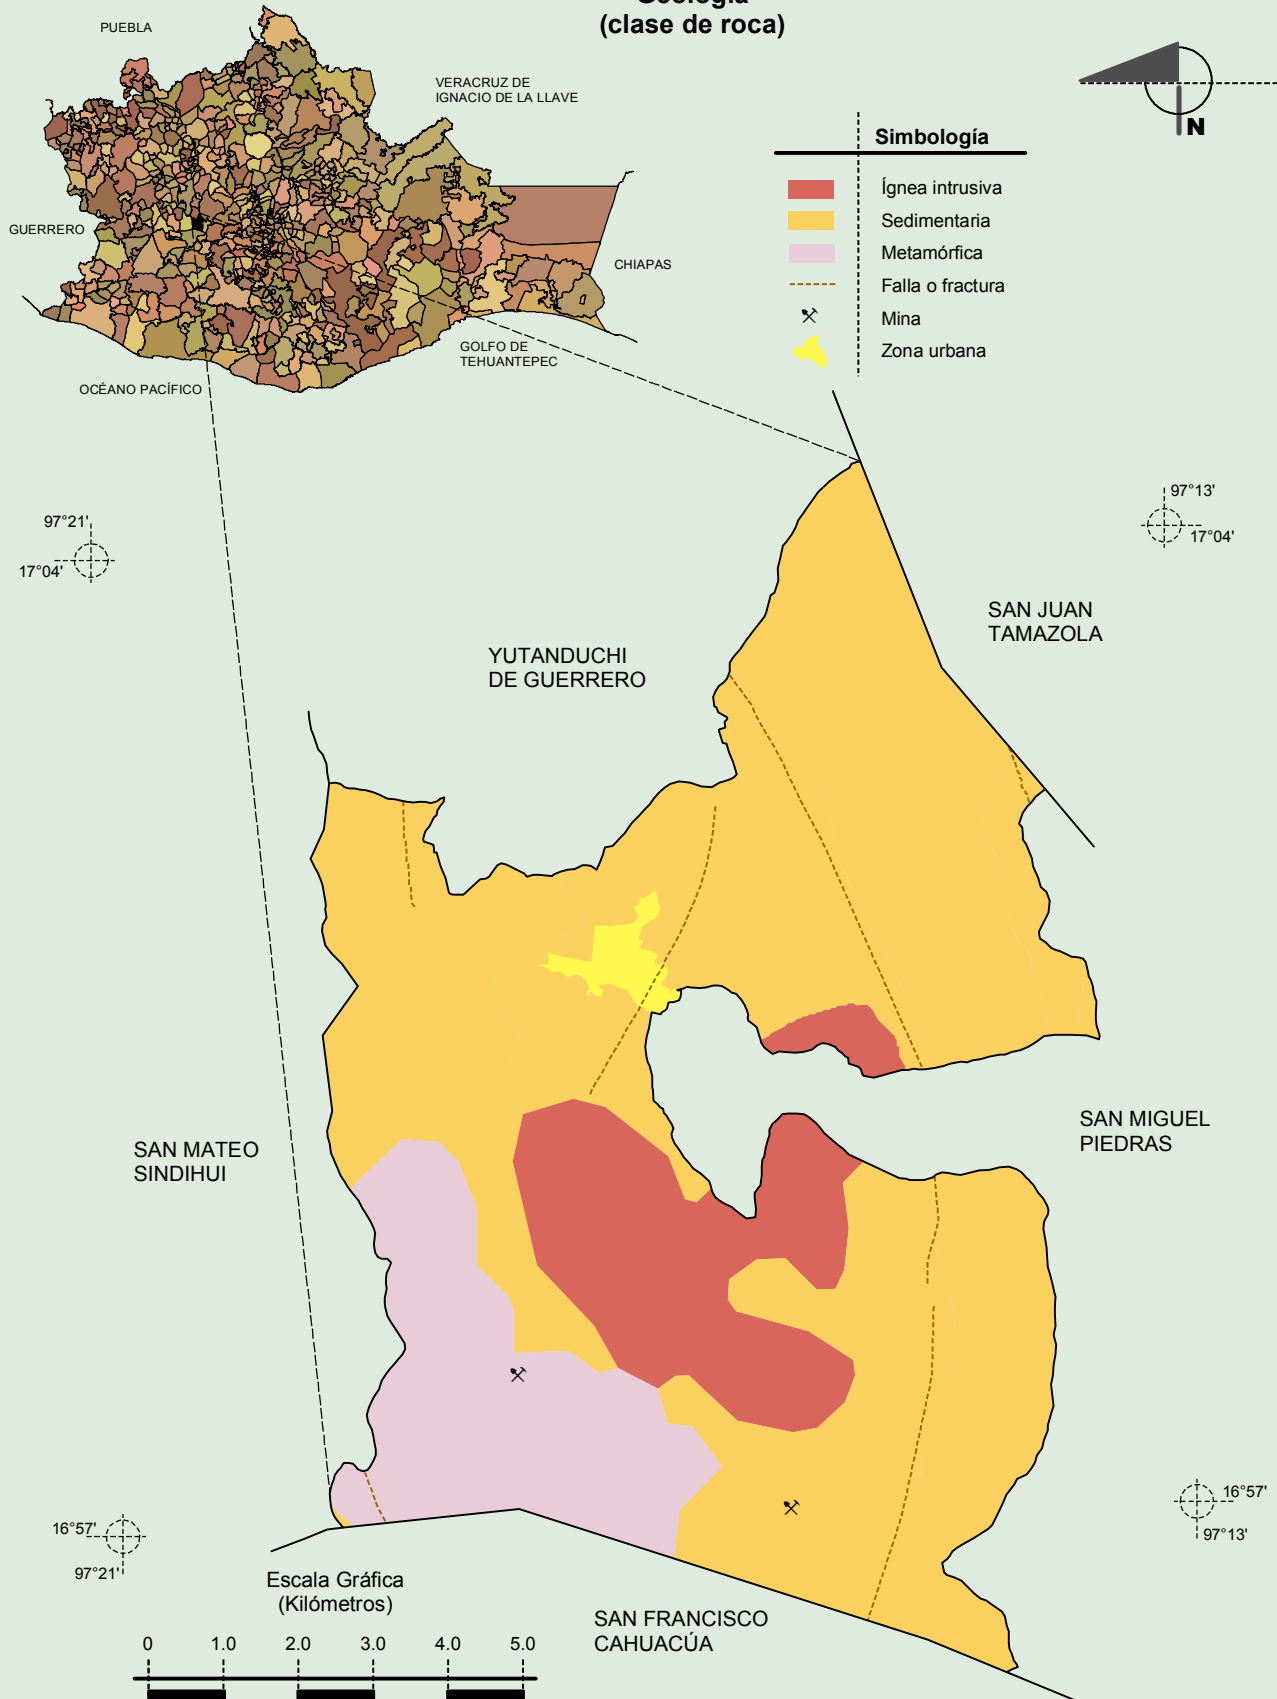 Geología
(clase de roca)
PUEBLA
VERACRUZ DE
IGNACIO DE LA LLAVE
GUERRERO
CHIAPAS
GOLFO DE
TEHUANTEPEC
OCÉANO PACÍFICO
N
Simbología
Ígnea intrusiva
Sedimentaria
Metamórfica
Falla o fractura
Mina
Zona urbana
97°21'
17°04'
97°13'
17°04'
SAN JUAN
TAMAZOLA
YUTANDUCHI
DE GUERRERO
SAN MATEO
SINDIHUI
SAN MIGUEL
PIEDRAS
16°57'
97°21'
16°57'
97°13'
Escala Gráfica
(Kilómetros)
SAN FRANCISCO
CAHUACÚA
0 1.0 2.0 3.0 4.0 5.0